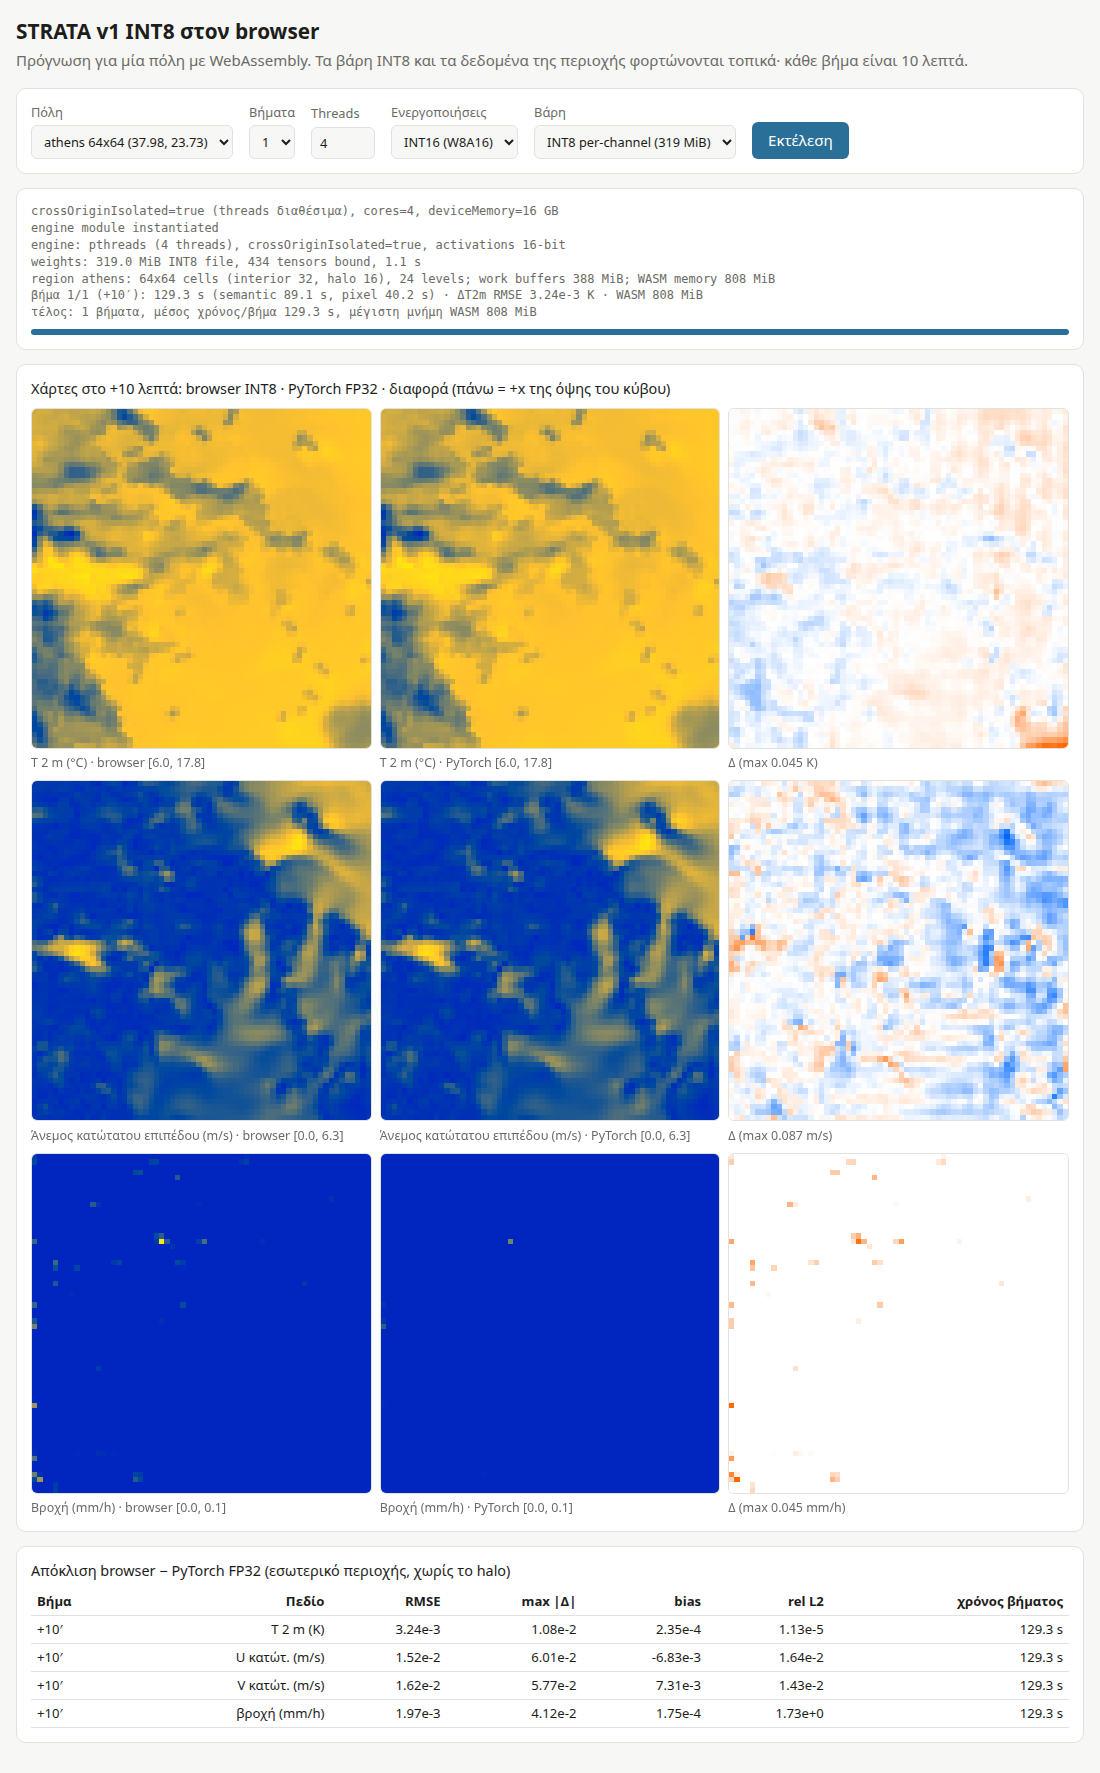 STRATA v1 INT8 στον browser
Πρόγνωση για μία πόλη με WebAssembly. Τα βάρη INT8 και τα δεδομένα της περιοχής φορτώνονται τοπικά· κάθε βήμα είναι 10 λεπτά.
Πόλη Βήματα Threads Ενεργοποιήσεις Βάρη
athens 64x64 (37.98, 23.73) 1 4 INT16 (W8A16) INT8 per-channel (319 MiB) Εκτέλεση
crossOriginIsolated=true (threads διαθέσιμα), cores=4, deviceMemory=16 GB
engine module instantiated
engine: pthreads (4 threads), crossOriginIsolated=true, activations 16-bit
weights: 319.0 MiB INT8 file, 434 tensors bound, 1.1 s
region athens: 64x64 cells (interior 32, halo 16), 24 levels; work buffers 388 MiB; WASM memory 808 MiB
βήμα 1/1 (+10′): 129.3 s (semantic 89.1 s, pixel 40.2 s) · ΔT2m RMSE 3.24e-3 K · WASM 808 MiB
τέλος: 1 βήματα, μέσος χρόνος/βήμα 129.3 s, μέγιστη μνήμη WASM 808 MiB
Χάρτες στο +10 λεπτά: browser INT8 · PyTorch FP32 · διαφορά (πάνω = +x της όψης του κύβου)
T 2 m (°C) · browser [6.0, 17.8] T 2 m (°C) · PyTorch [6.0, 17.8] Δ (max 0.045 K)
Άνεμος κατώτατου επιπέδου (m/s) · browser [0.0, 6.3] Άνεμος κατώτατου επιπέδου (m/s) · PyTorch [0.0, 6.3] Δ (max 0.087 m/s)
Βροχή (mm/h) · browser [0.0, 0.1] Βροχή (mm/h) · PyTorch [0.0, 0.1] Δ (max 0.045 mm/h)
Απόκλιση browser − PyTorch FP32 (εσωτερικό περιοχής, χωρίς το halo)
Βήμα Πεδίο RMSE max |Δ| bias rel L2 χρόνος βήματος
+10′ T 2 m (K) 3.24e-3 1.08e-2 2.35e-4 1.13e-5 129.3 s
+10′ U κατώτ. (m/s) 1.52e-2 6.01e-2 -6.83e-3 1.64e-2 129.3 s
+10′ V κατώτ. (m/s) 1.62e-2 5.77e-2 7.31e-3 1.43e-2 129.3 s
+10′ βροχή (mm/h) 1.97e-3 4.12e-2 1.75e-4 1.73e+0 129.3 s